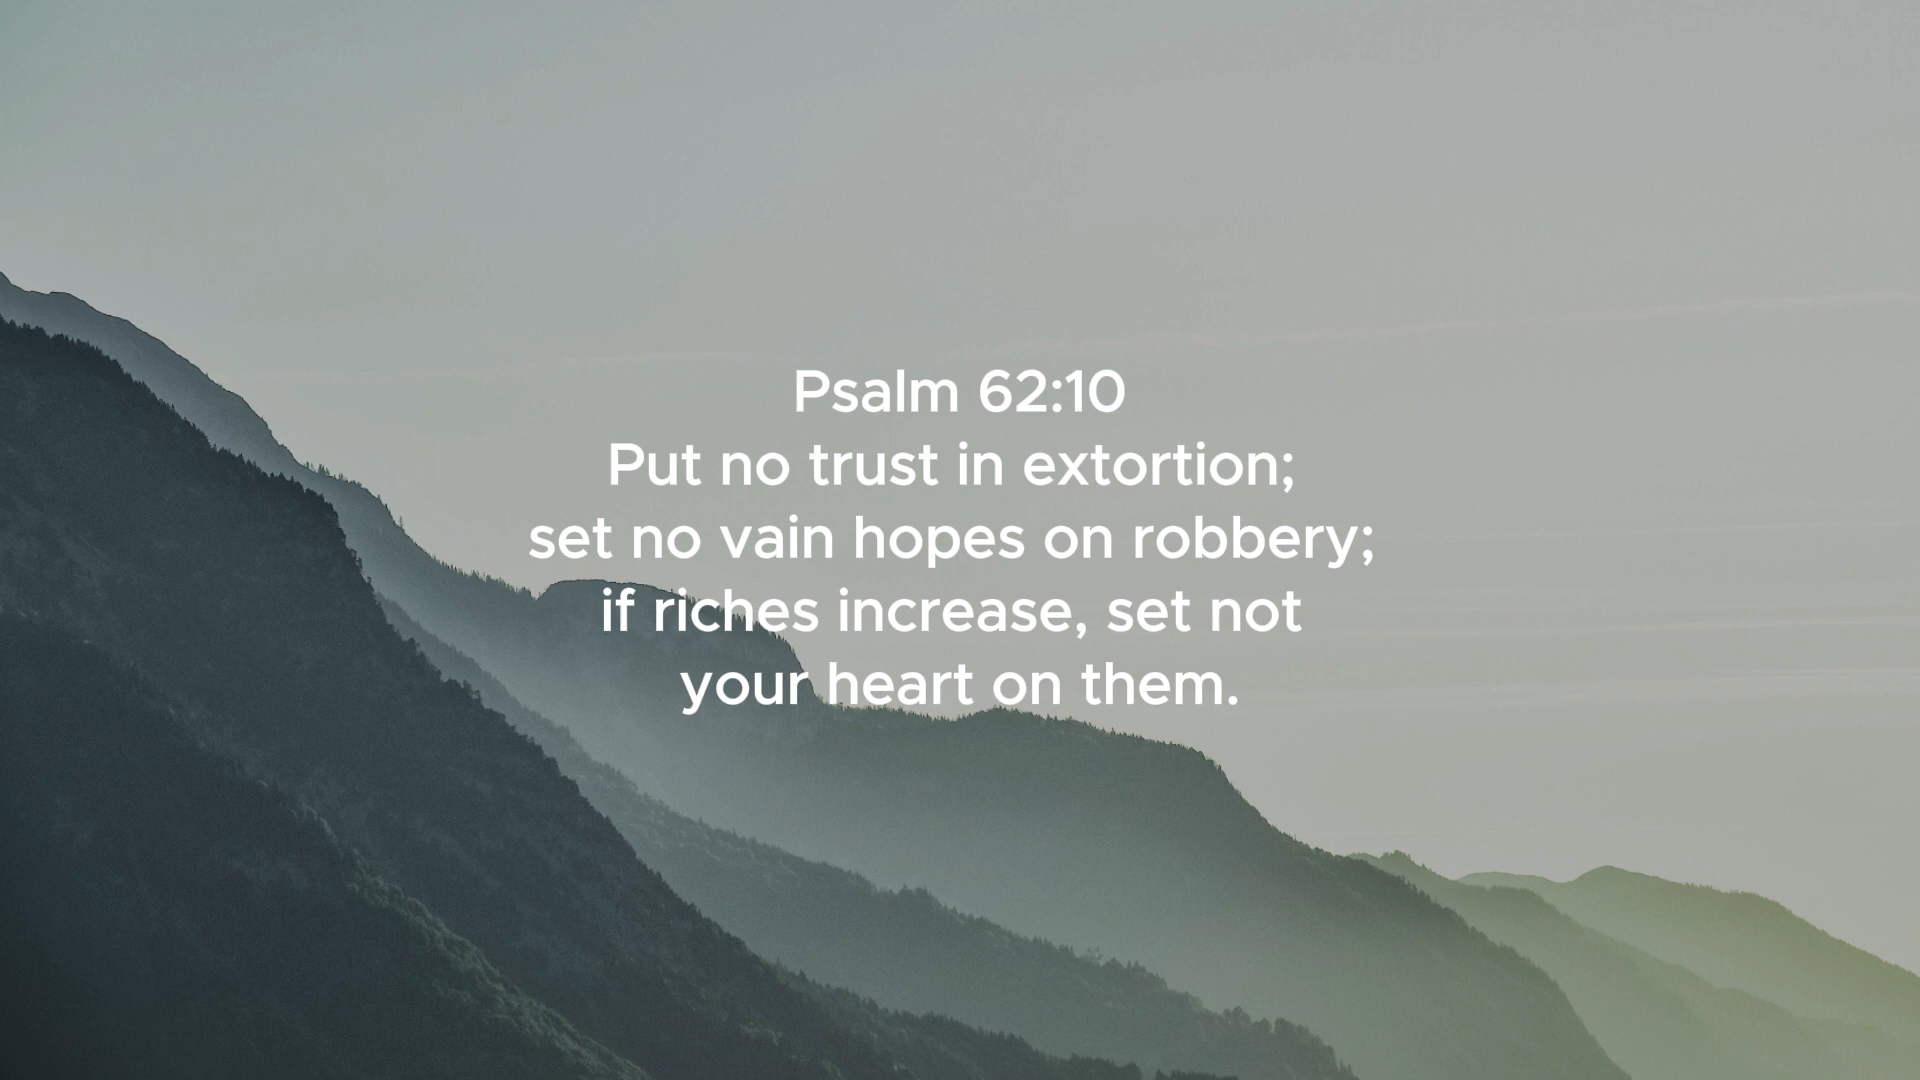 Psalm 62:10
Put no trust in extortion;
set no vain hopes on robbery;
if riches increase, set not
your heart on them.